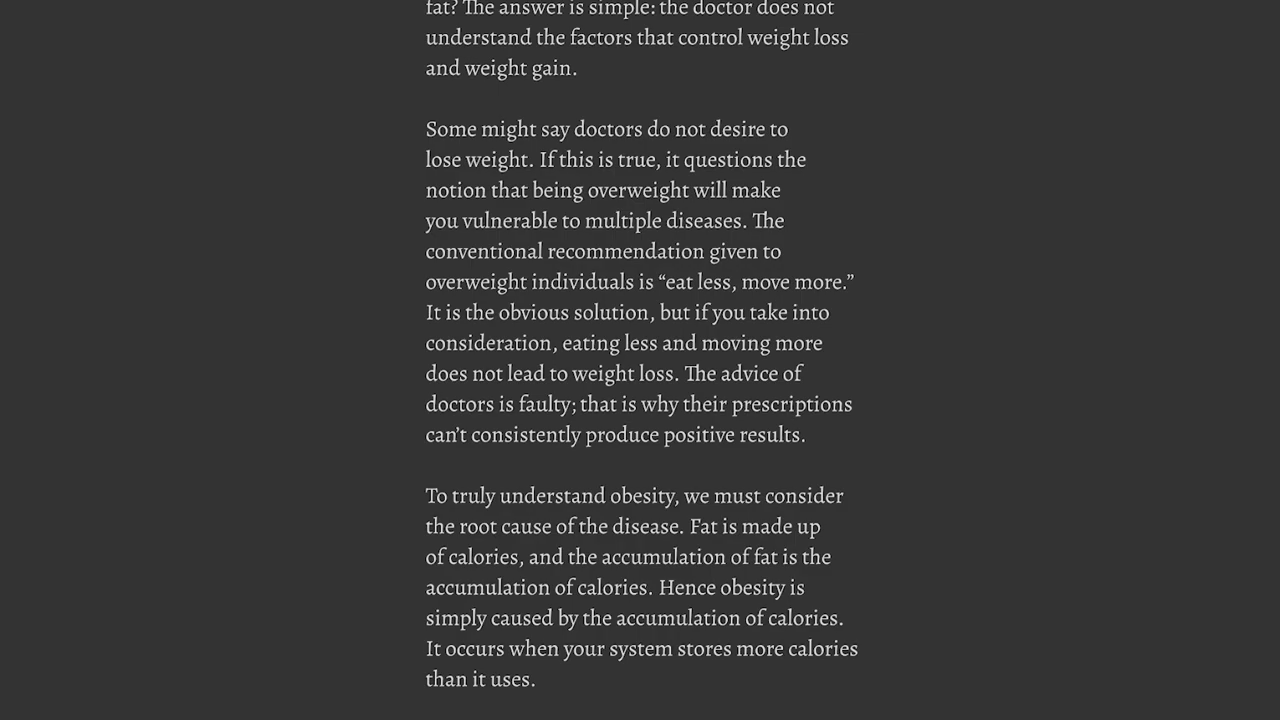 fat? The answer is simple: the doctor does not
understand the factors that control weight loss
and weight gain.
Some might say doctors do not desire to
lose weight. If this is true, it questions the
notion that being overweight will make
you vulnerable to multiple diseases. The
conventional recommendation given to
overweight individuals is “eat less, move more.”
It is the obvious solution, but if you take into
consideration, eating less and moving more
does not lead to weight loss. The advice of
doctors is faulty; that is why their prescriptions
can’t consistently produce positive results.
To truly understand obesity, we must consider
the root cause of the disease. Fat is made up
of calories, and the accumulation of fat is the
accumulation of calories. Hence obesity is
simply caused by the accumulation of calories.
It occurs when your system stores more calories
than it uses.